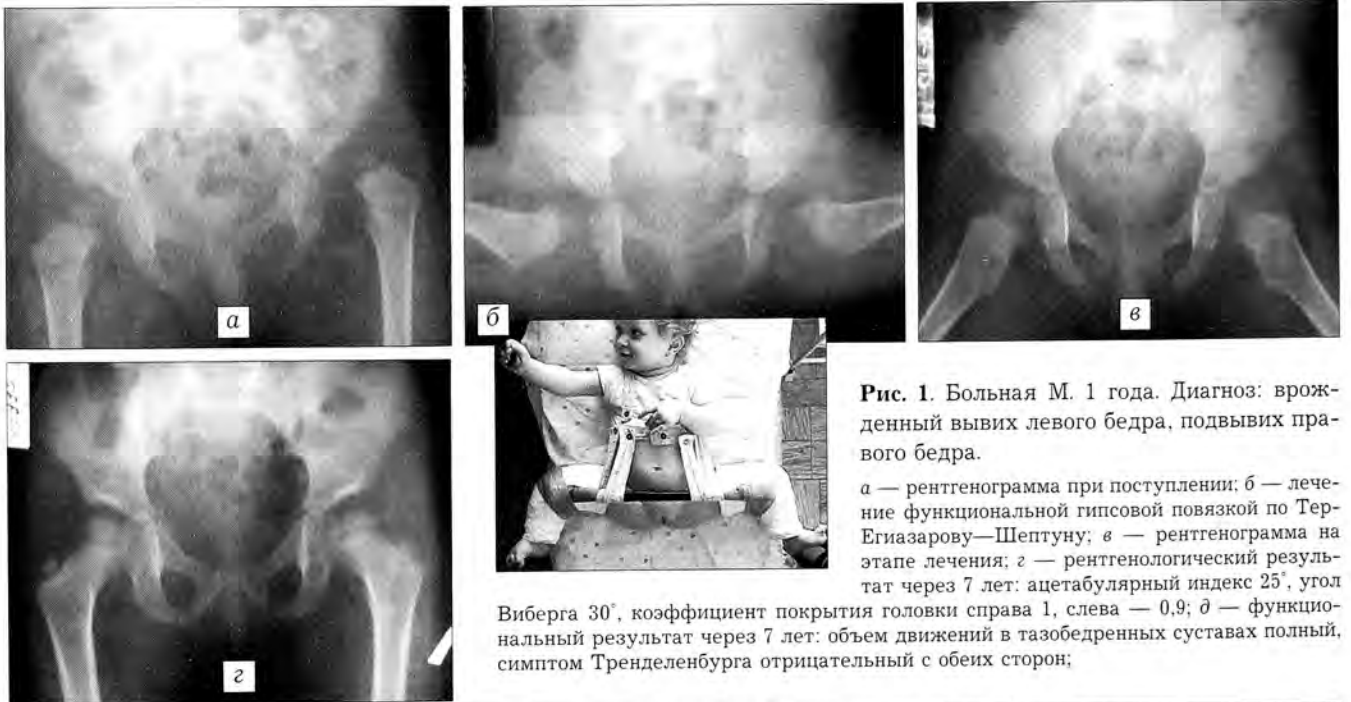 а
б
в
г
Рис. 1. Больная М. 1 года. Диагноз: врож-
денный вывих левого бедра, подвывих пра-
вого бедра.
а — рентгенограмма при поступлении; б — лече-
ние функциональной гипсовой повязкой по Тер-
Егиазарову—Шептуну; в — рентгенограмма на
этапе лечения; г — рентгенологический резуль-
тат через 7 лет: ацетабулярный индекс 25°, угол
Виберга 30°, коэффициент покрытия головки справа 1, слева — 0,9; д — функцио-
нальный результат через 7 лет: объем движений в тазобедренных суставах полный,
симптом Тренделенбурга отрицательный с обеих сторон;